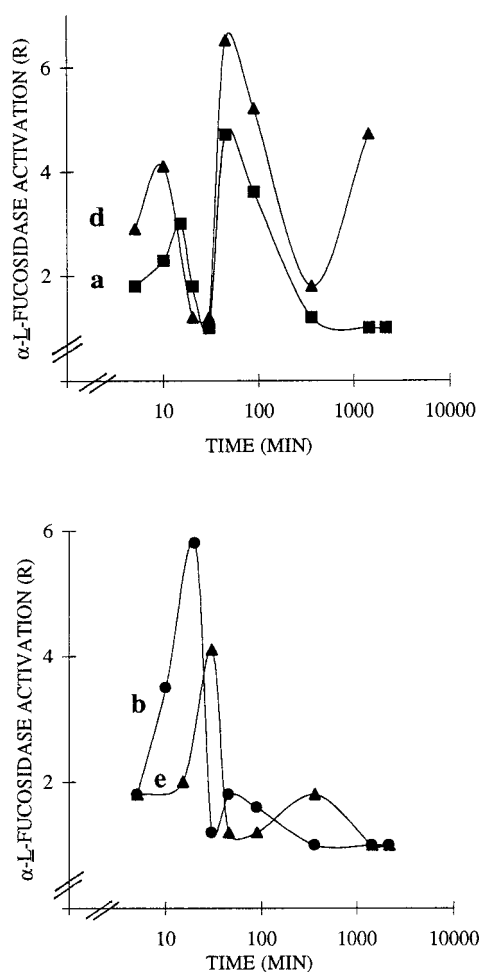 α-L-FUCOSIDASE ACTIVATION (R)
6
4
2
d
a
10 100 1000 10000
TIME (MIN)
α-L-FUCOSIDASE ACTIVATION (R)
6
4
2
b
e
10 100 1000 10000
TIME (MIN)